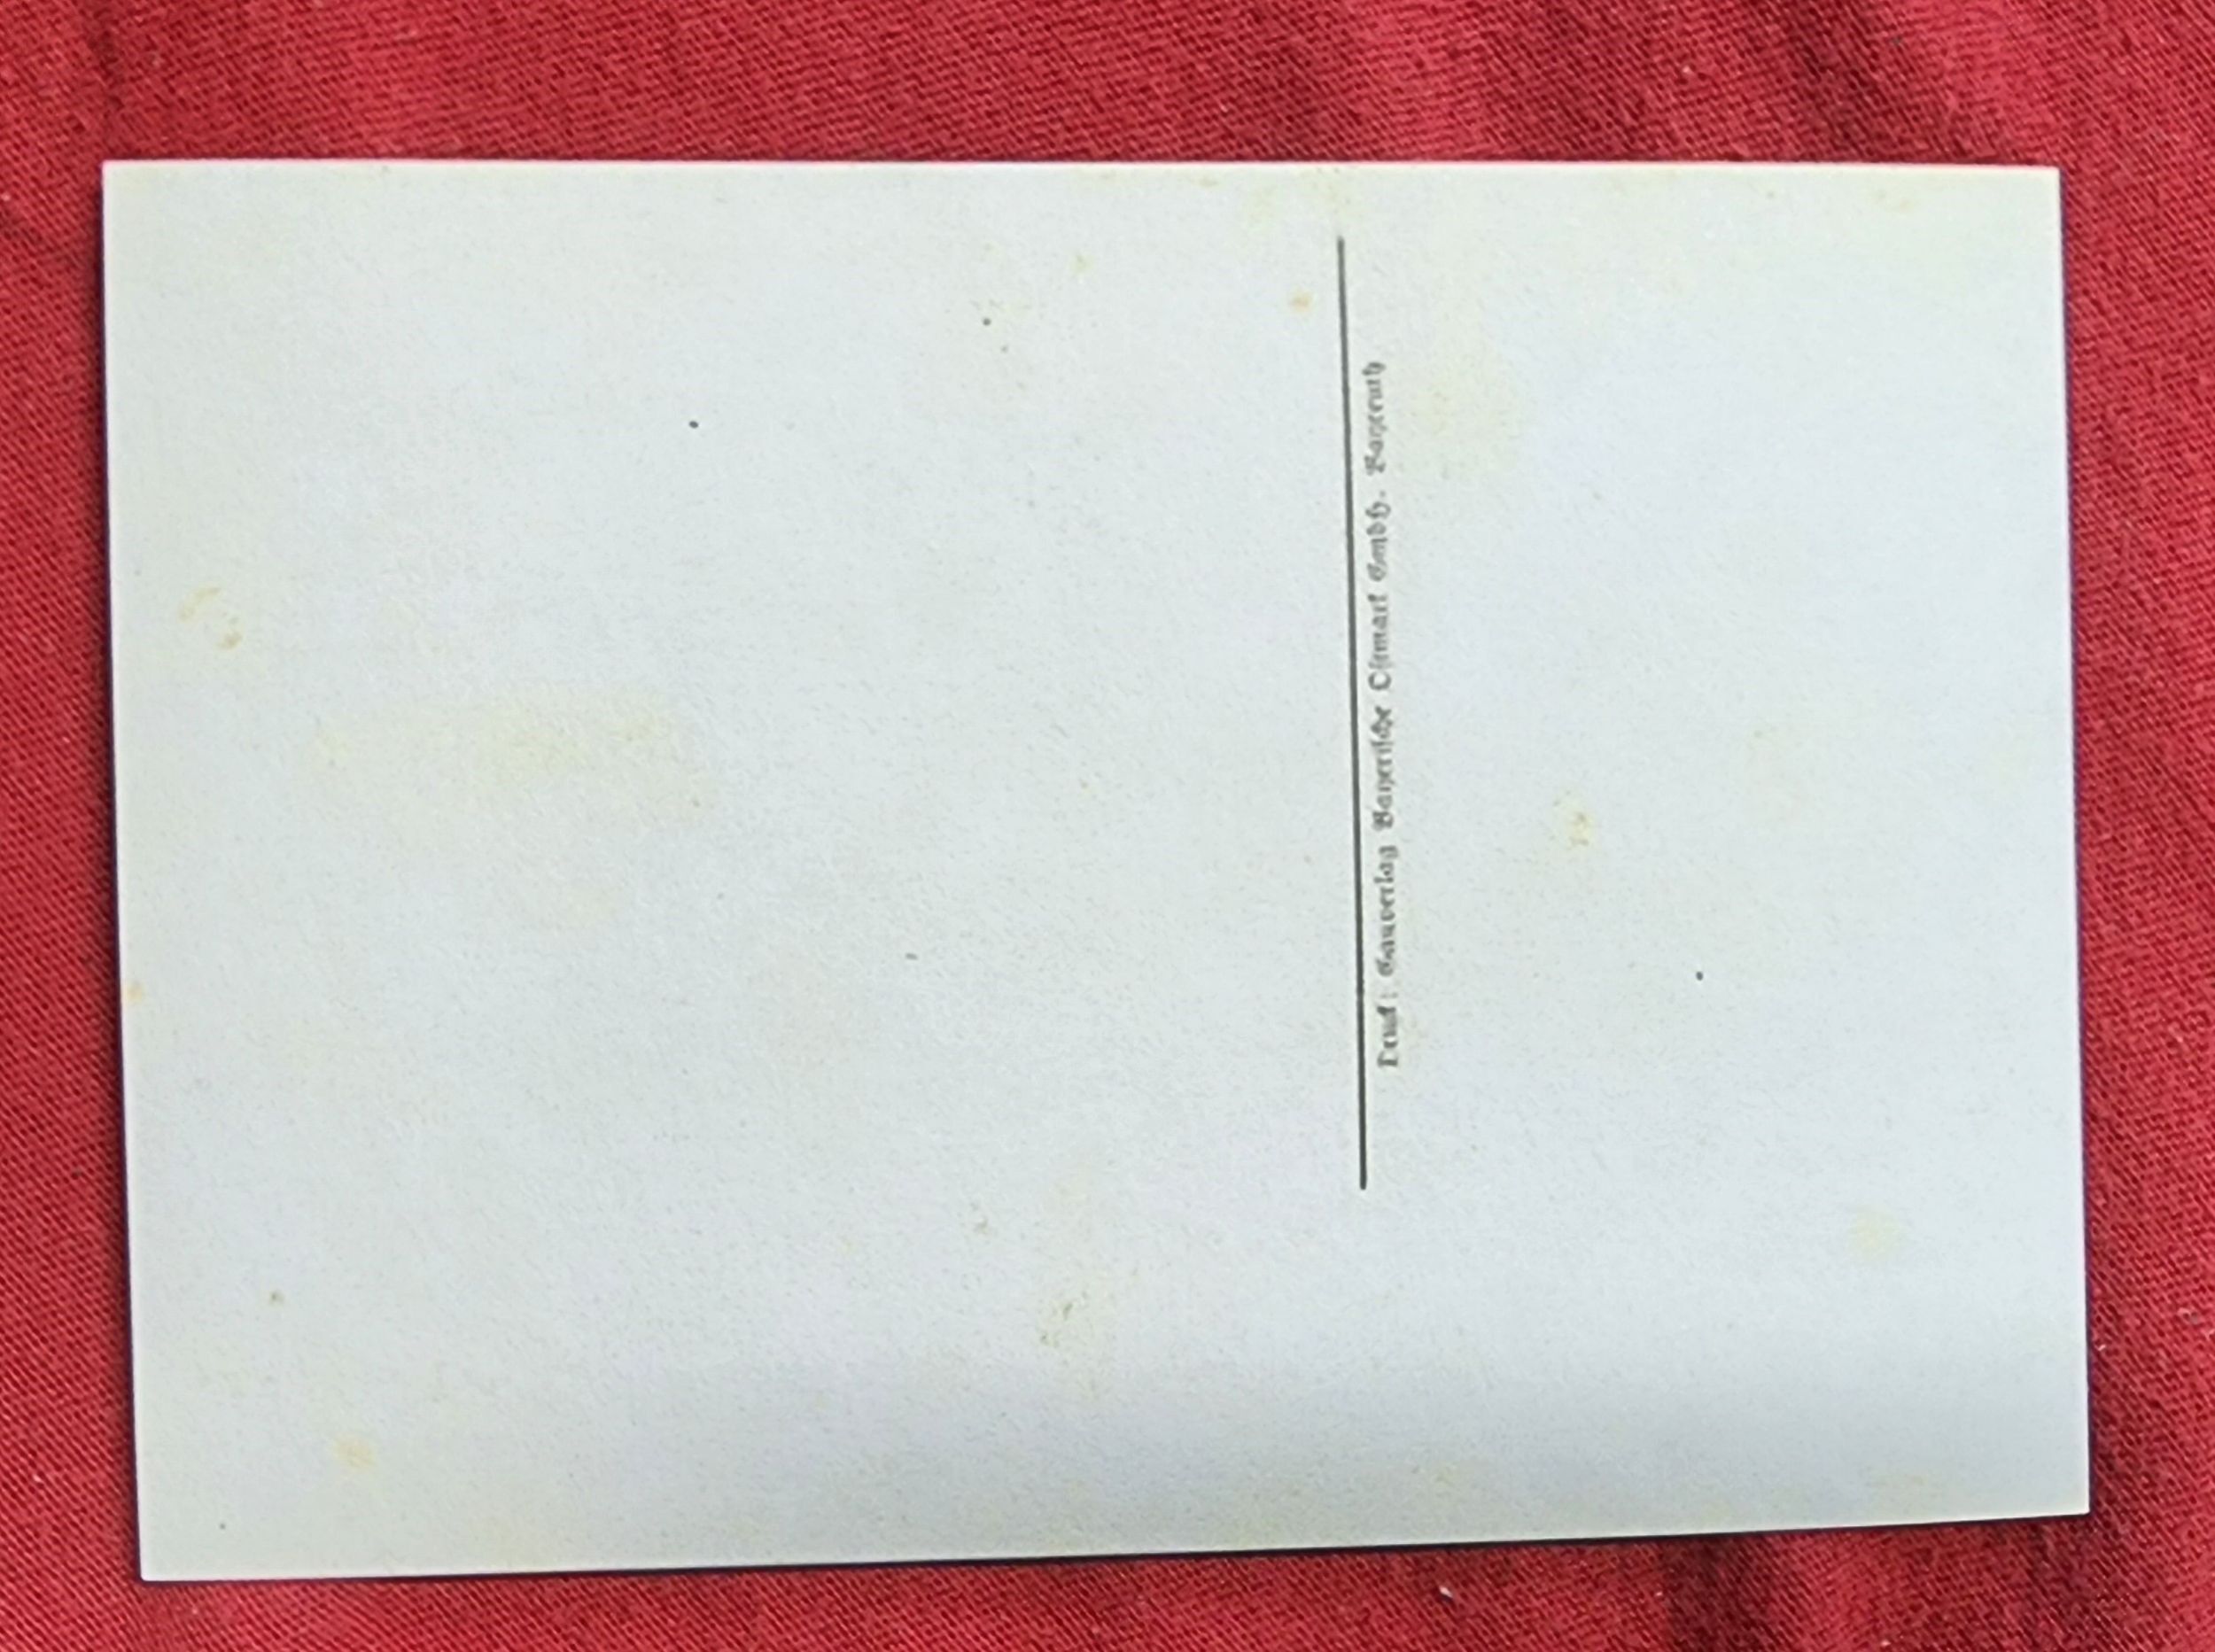 Druck: Gauverlag Bayerische Ostmark GmbH. Bayreuth